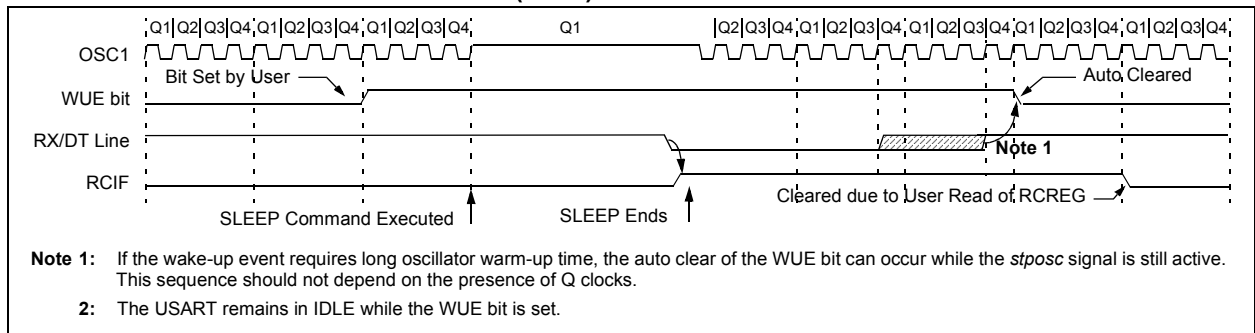 Q1 Q2 Q3 Q4 Q1 Q2 Q3 Q4 Q1 Q2 Q3 Q4 Q1 Q2 Q3 Q4 Q1 Q2 Q3 Q4 Q1 Q2 Q3 Q4 Q1 Q2 Q3 Q4 Q1 Q2 Q3 Q4
OSC1
Bit Set by User
Auto Cleared
WUE bit
RX/DT Line
Note 1
RCIF
Cleared due to User Read of RCREG
SLEEP Command Executed
SLEEP Ends
Note 1: If the wake-up event requires long oscillator warm-up time, the auto clear of the WUE bit can occur while the stposc signal is still active.
This sequence should not depend on the presence of Q clocks.
2: The USART remains in IDLE while the WUE bit is set.